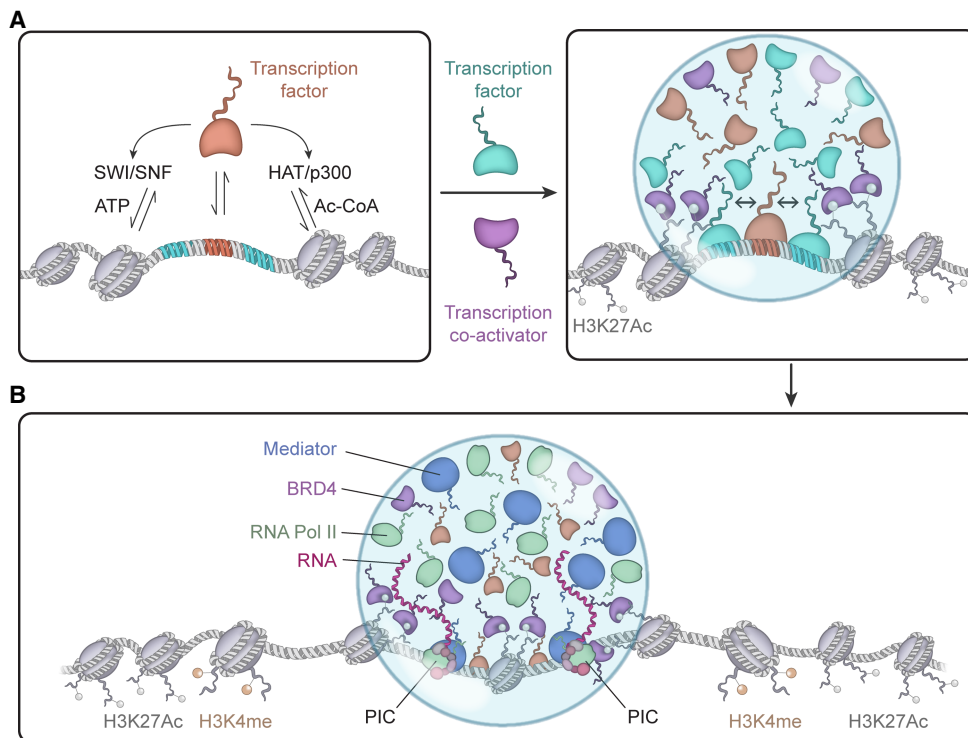 A
Transcription
factor
SWI/SNF
HAT/p300
ATP
Ac-CoA
Transcription
factor
Transcription
co-activator
H3K27Ac
B
Mediator
BRD4
RNA Pol II
RNA
PIC
PIC
H3K27Ac
H3K4me
H3K4me
H3K27Ac